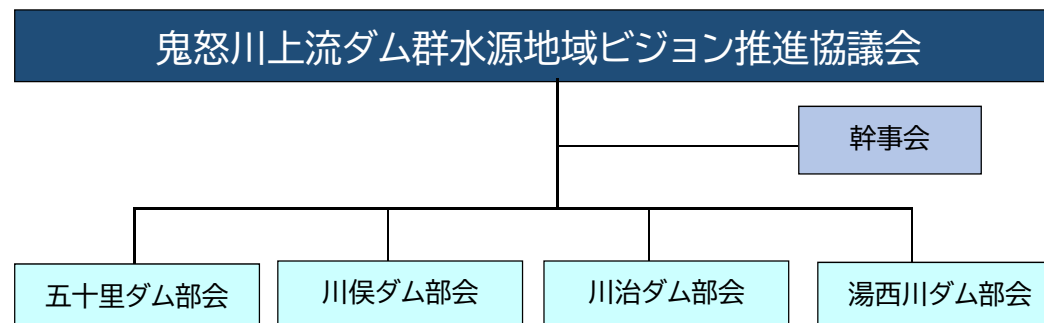 鬼怒川上流ダム群水源地域ビジョン推進協議会
幹事会
五十里ダム部会
川俣ダム部会
川治ダム部会
湯西川ダム部会